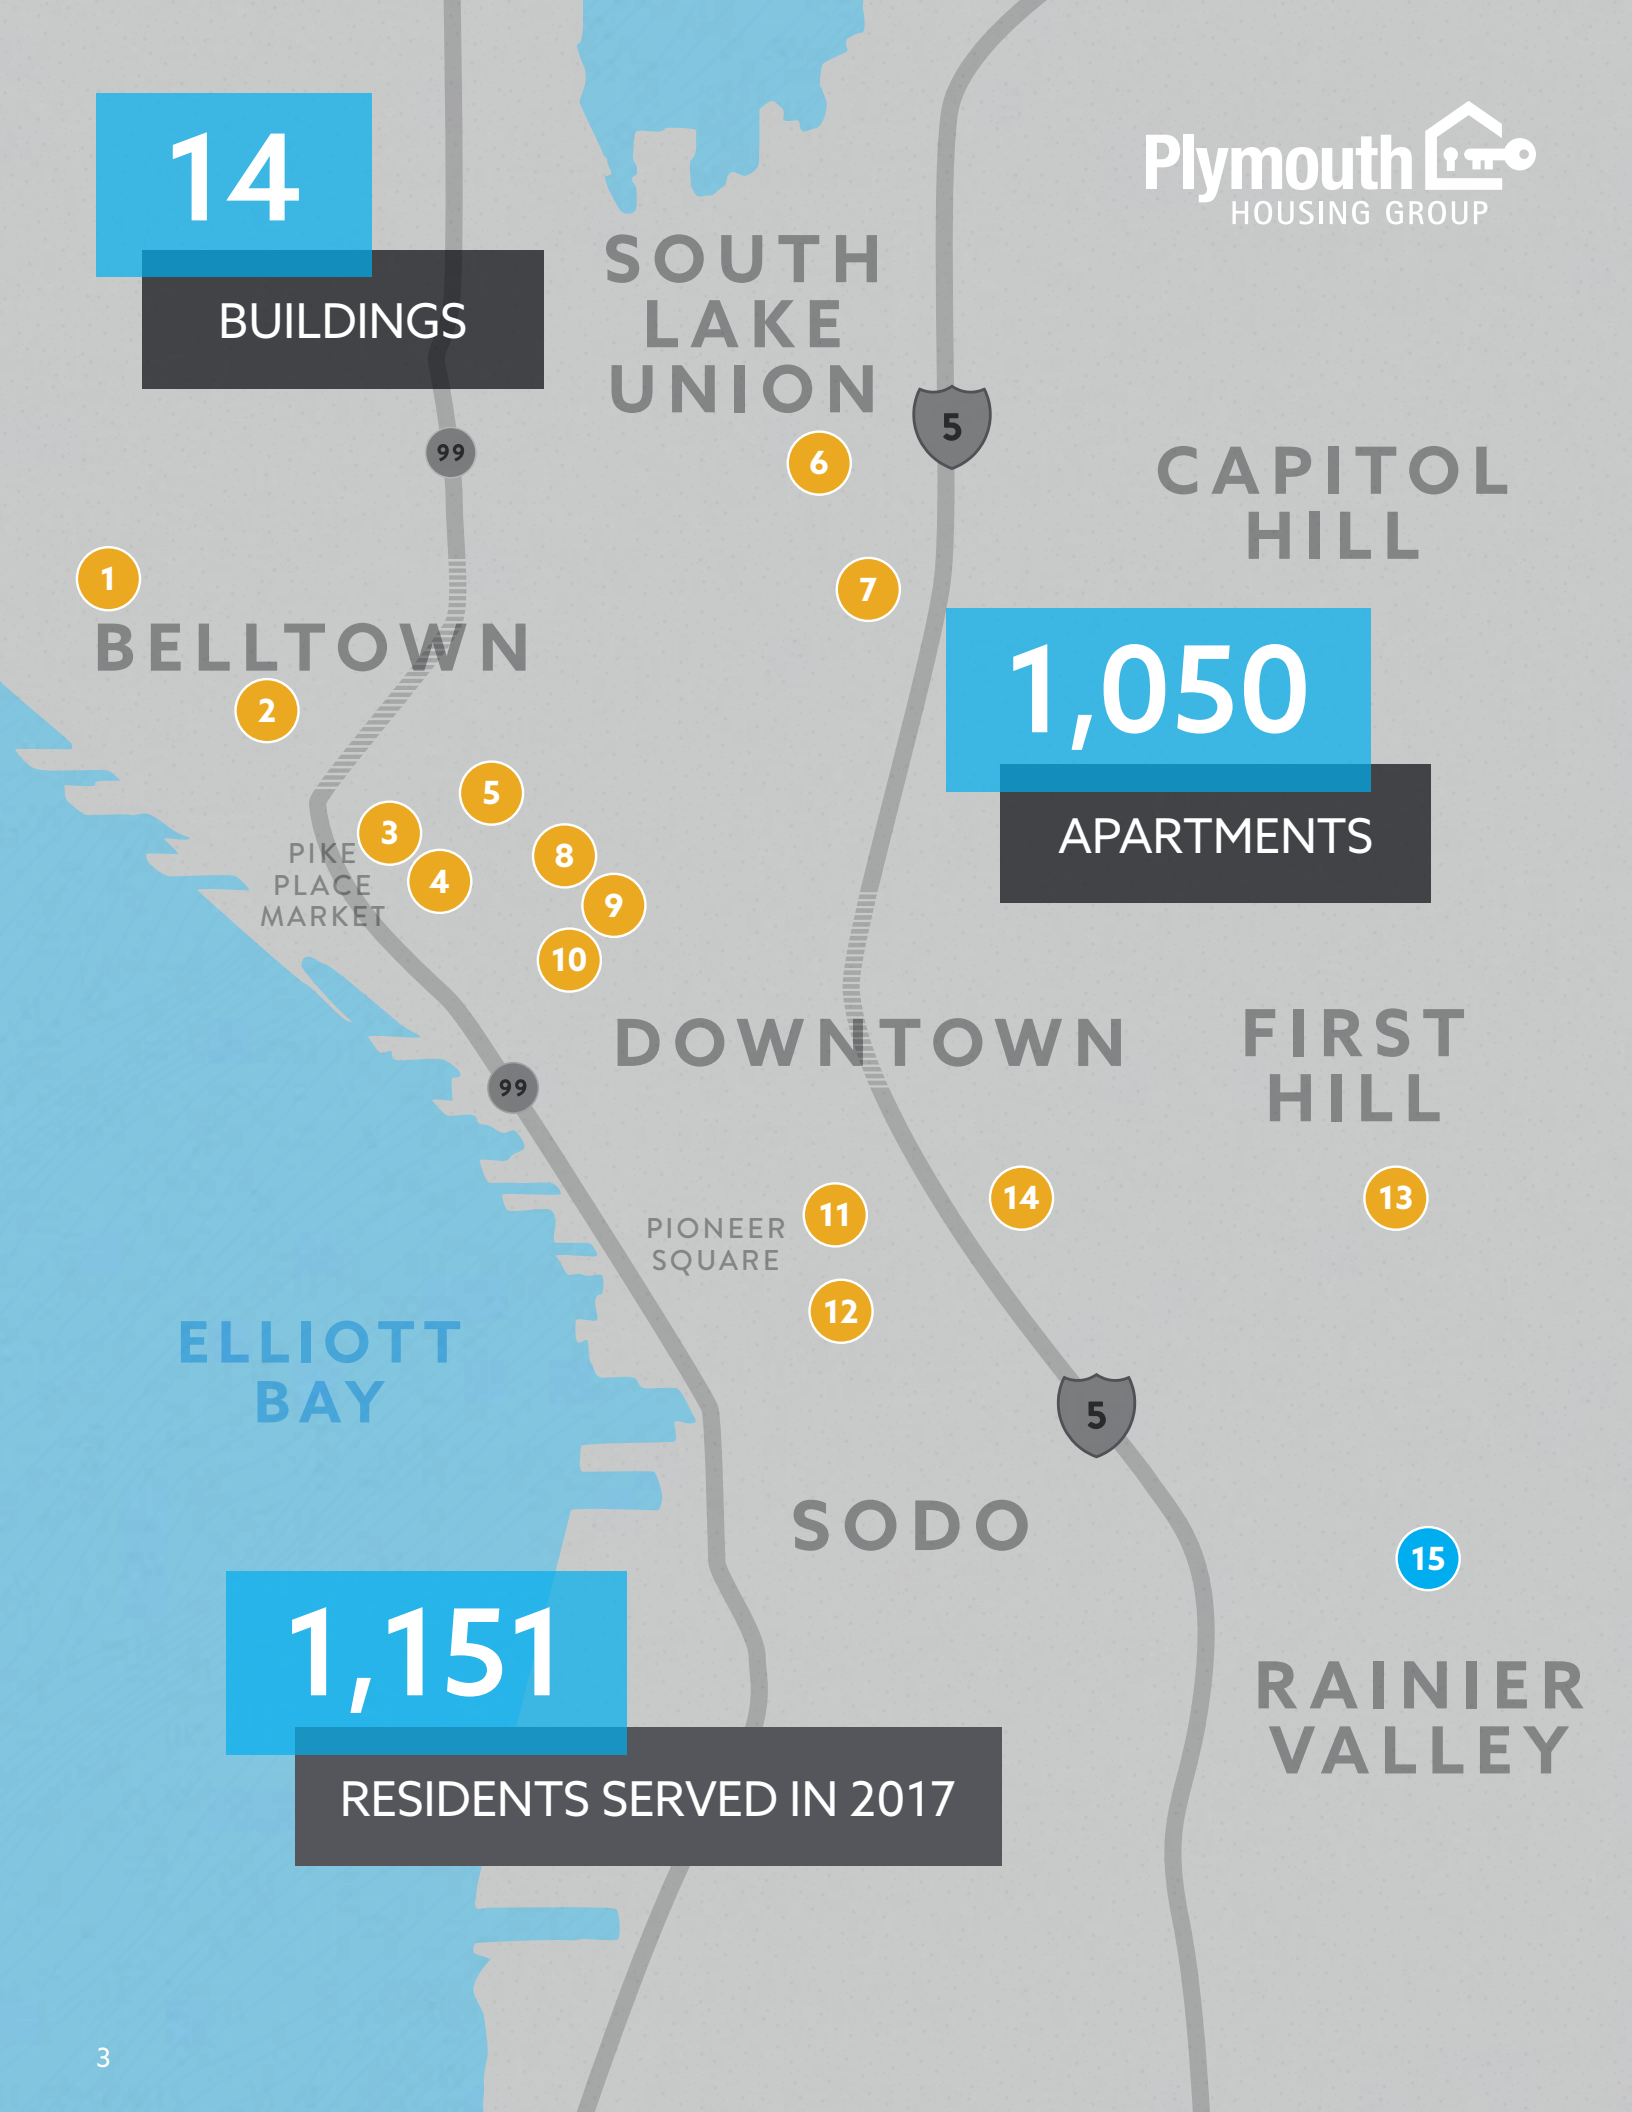 14
BUILDINGS
Plymouth
HOUSING GROUP
SOUTH
LAKE
UNION
5
99
6
CAPITOL
HILL
1
7
BELLTOWN
2
1,050
APARTMENTS
5
3
PIKE
PLACE
MARKET
4
8
9
10
DOWNTOWN
FIRST
HILL
99
14
13
11
PIONEER
SQUARE
12
ELLIOTT
BAY
5
SODO
15
1,151
RESIDENTS SERVED IN 2017
RAINIER
VALLEY
3